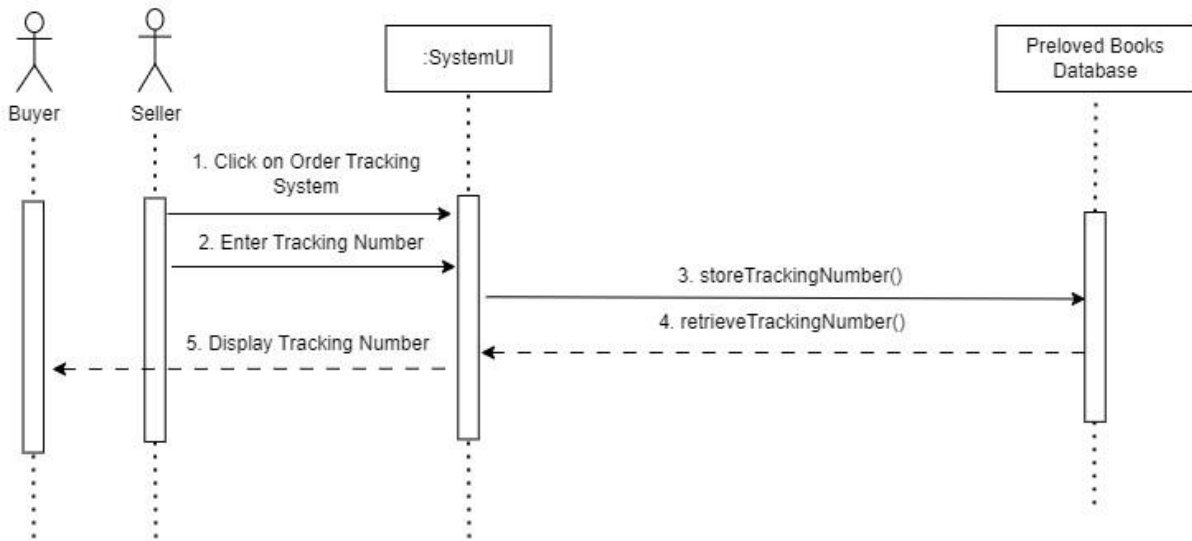 Buyer
Seller
:SystemUI
Preloved Books
Database
1. Click on Order Tracking
System
2. Enter Tracking Number
3. storeTrackingNumber()
4. retrieveTrackingNumber()
5. Display Tracking Number